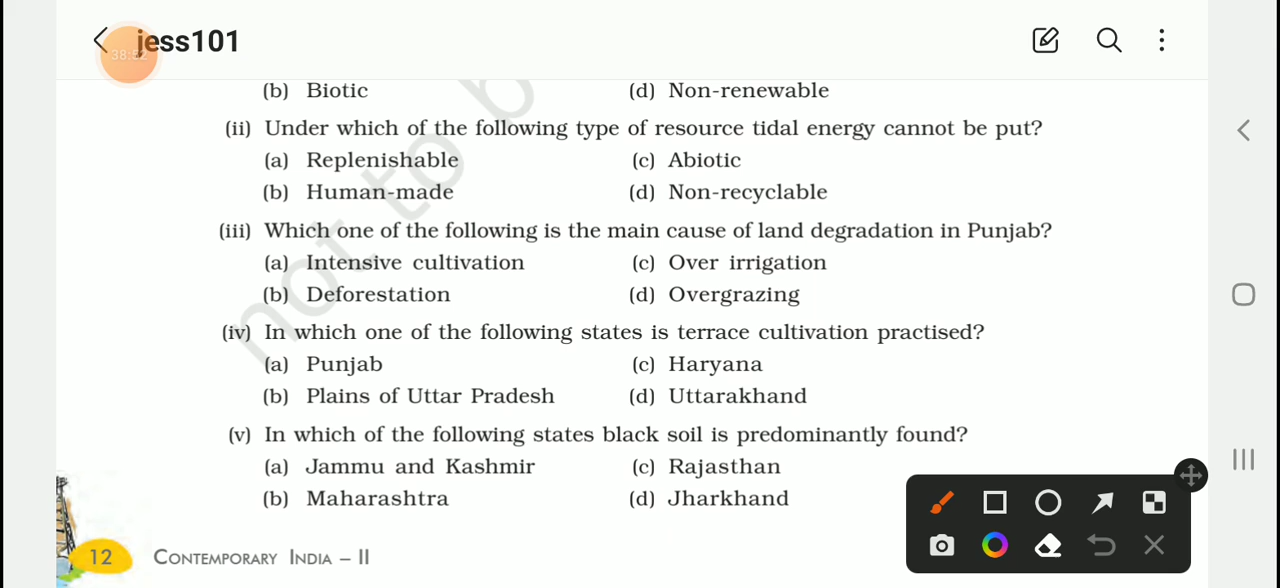 jess101
38:52
(b) Biotic (d) Non-renewable
(ii) Under which of the following type of resource tidal energy cannot be put?
(a) Replenishable (c) Abiotic
(b) Human-made (d) Non-recyclable
(iii) Which one of the following is the main cause of land degradation in Punjab?
(a) Intensive cultivation (c) Over irrigation
(b) Deforestation (d) Overgrazing
(iv) In which one of the following states is terrace cultivation practised?
(a) Punjab (c) Haryana
(b) Plains of Uttar Pradesh (d) Uttarakhand
(v) In which of the following states black soil is predominantly found?
(a) Jammu and Kashmir (c) Rajasthan
(b) Maharashtra (d) Jharkhand
not to b
12 CONTEMPORARY INDIA – II